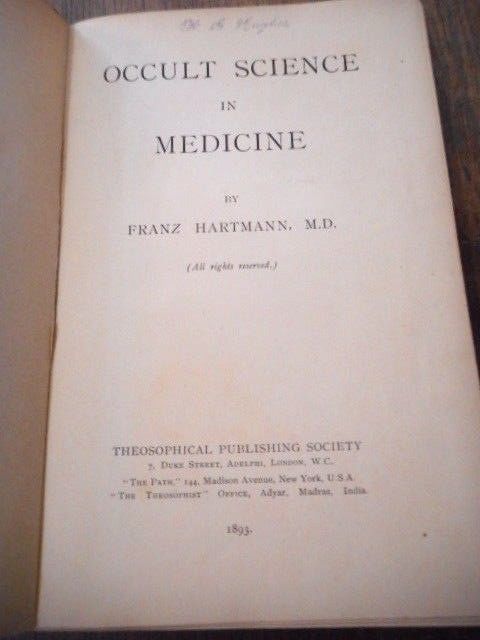 OCCULT SCIENCE
IN
MEDICINE
BY
FRANZ HARTMANN, M.D.
(All rights reserved.)
THEOSOPHICAL PUBLISHING SOCIETY
7, DUKE STREET, ADELPHI, LONDON, W.C.
"THE PATH," 144, Madison Avenue, New York, U.S.A.
"THE THEOSOPHIST" OFFICE, Adyar, Madras, India.
1893.